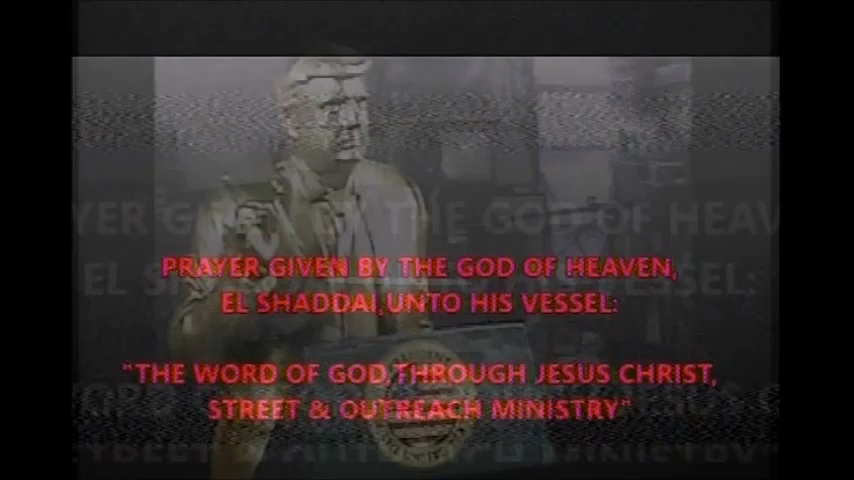 PRAYER GIVEN BY THE GOD OF HEAVEN,
EL SHADDAI,UNTO HIS VESSEL:
"THE WORD OF GOD,THROUGH JESUS CHRIST,
STREET & OUTREACH MINISTRY"